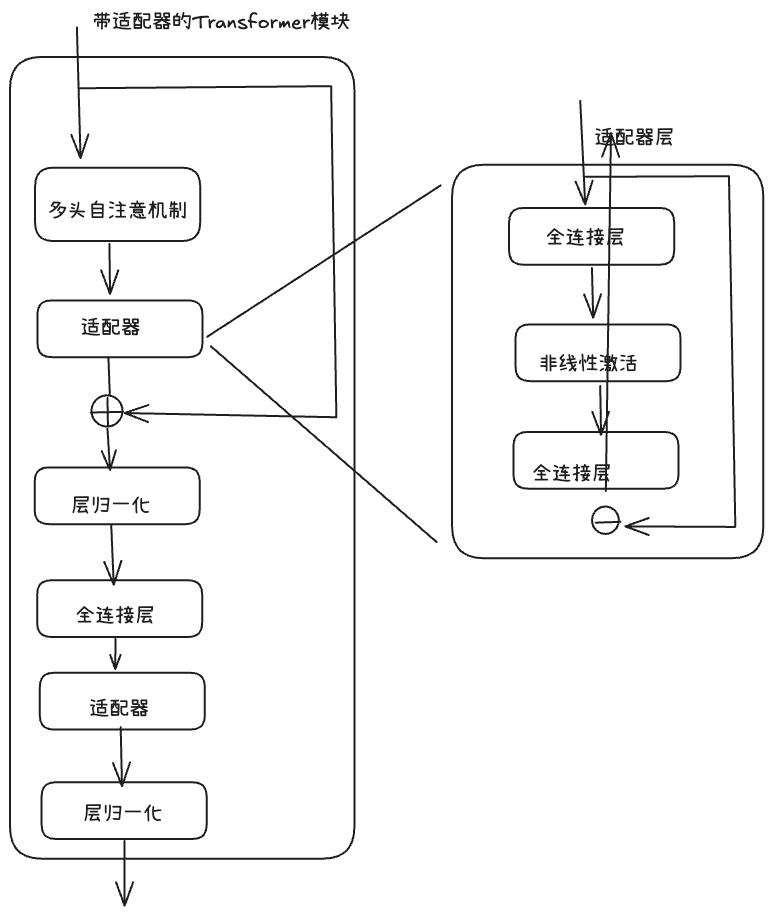 带适配器的Transformer模块
多头自注意机制
适配器
层归一化
全连接层
适配器
层归一化
适配器层
全连接层
非线性激活
全连接层